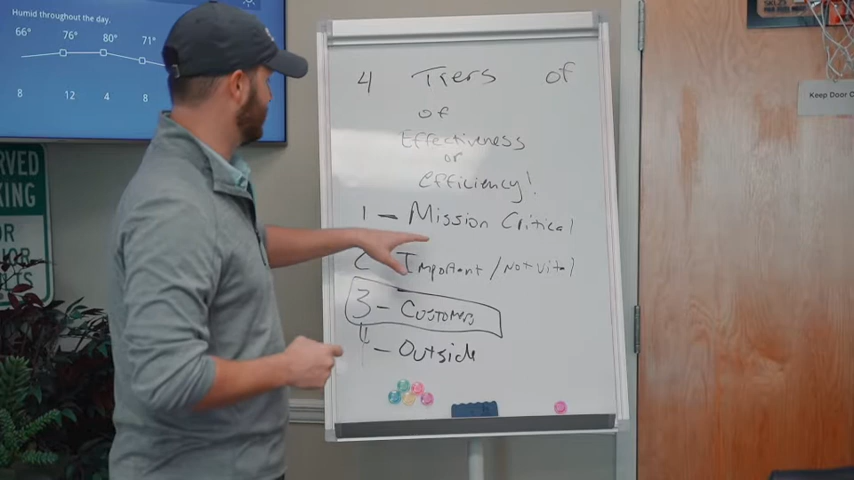 Humid throughout the day.
66° 76° 80° 71°
8 12 4 8
4 Tiers of
of
Effectiveness
or
efficiency!
1 - Mission Critical
2 Important/Not vital
3 - Customers
4 - Outside
Keep Door C